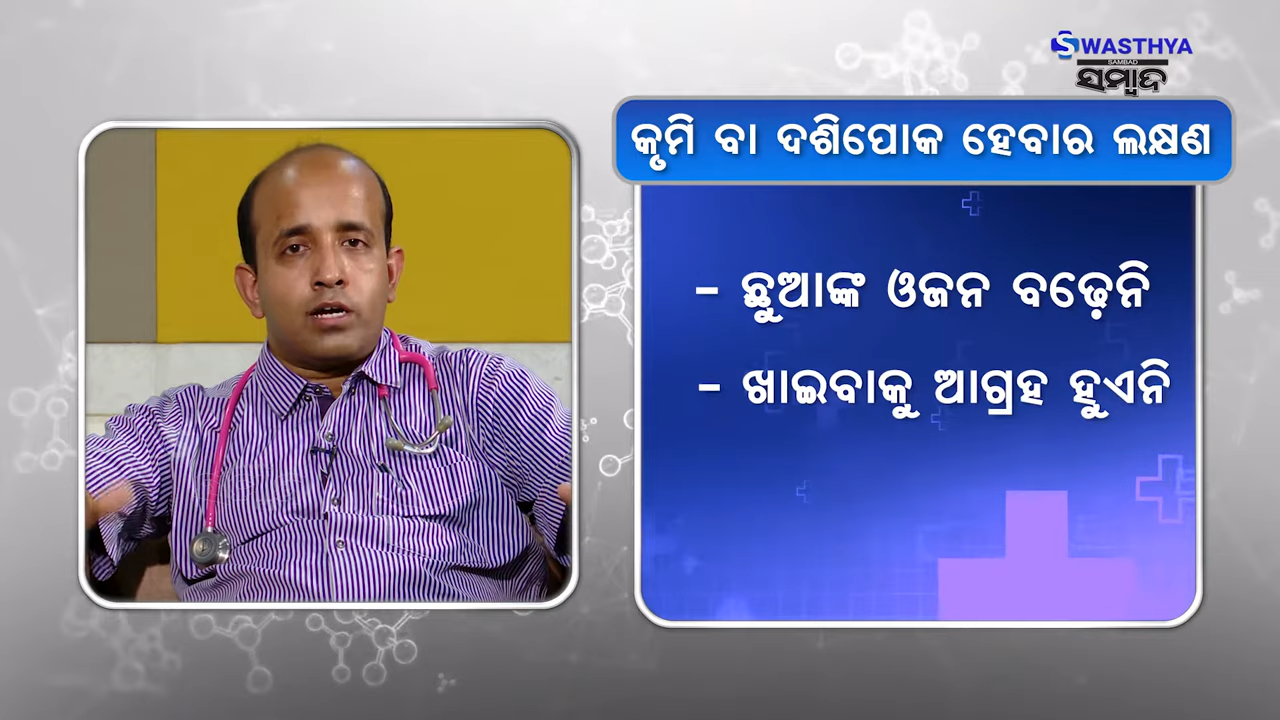 SWASTHYA
SAMBAD
ସମ୍ବାଦ
କୃମି ବା ଦଶିପୋକ ହେବାର ଲକ୍ଷଣ
- ଛୁଆଙ୍କ ଓଜନ ବଢ଼େନି
- ଖାଇବାକୁ ଆଗ୍ରହ ହୁଏନି